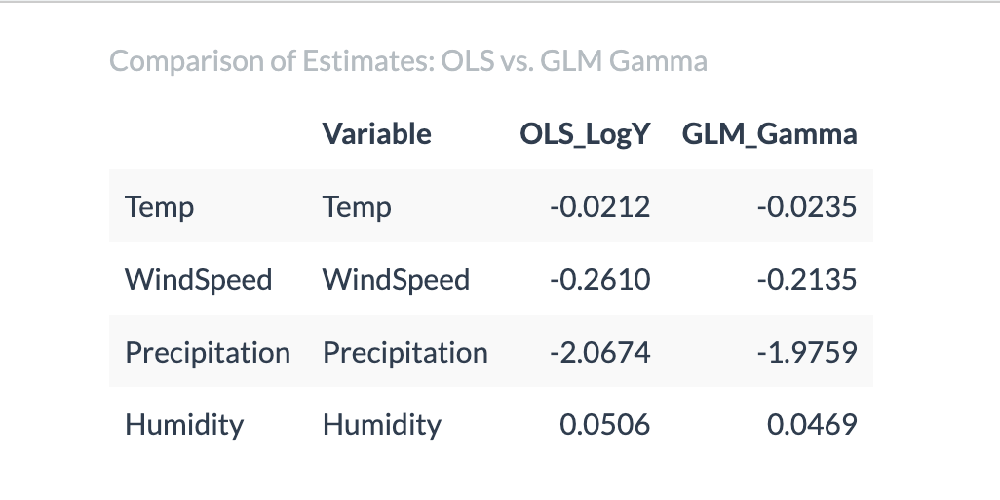 Comparison of Estimates: OLS vs. GLM Gamma
Variable OLS_LogY GLM_Gamma
Temp Temp -0.0212 -0.0235
WindSpeed WindSpeed -0.2610 -0.2135
Precipitation Precipitation -2.0674 -1.9759
Humidity Humidity 0.0506 0.0469